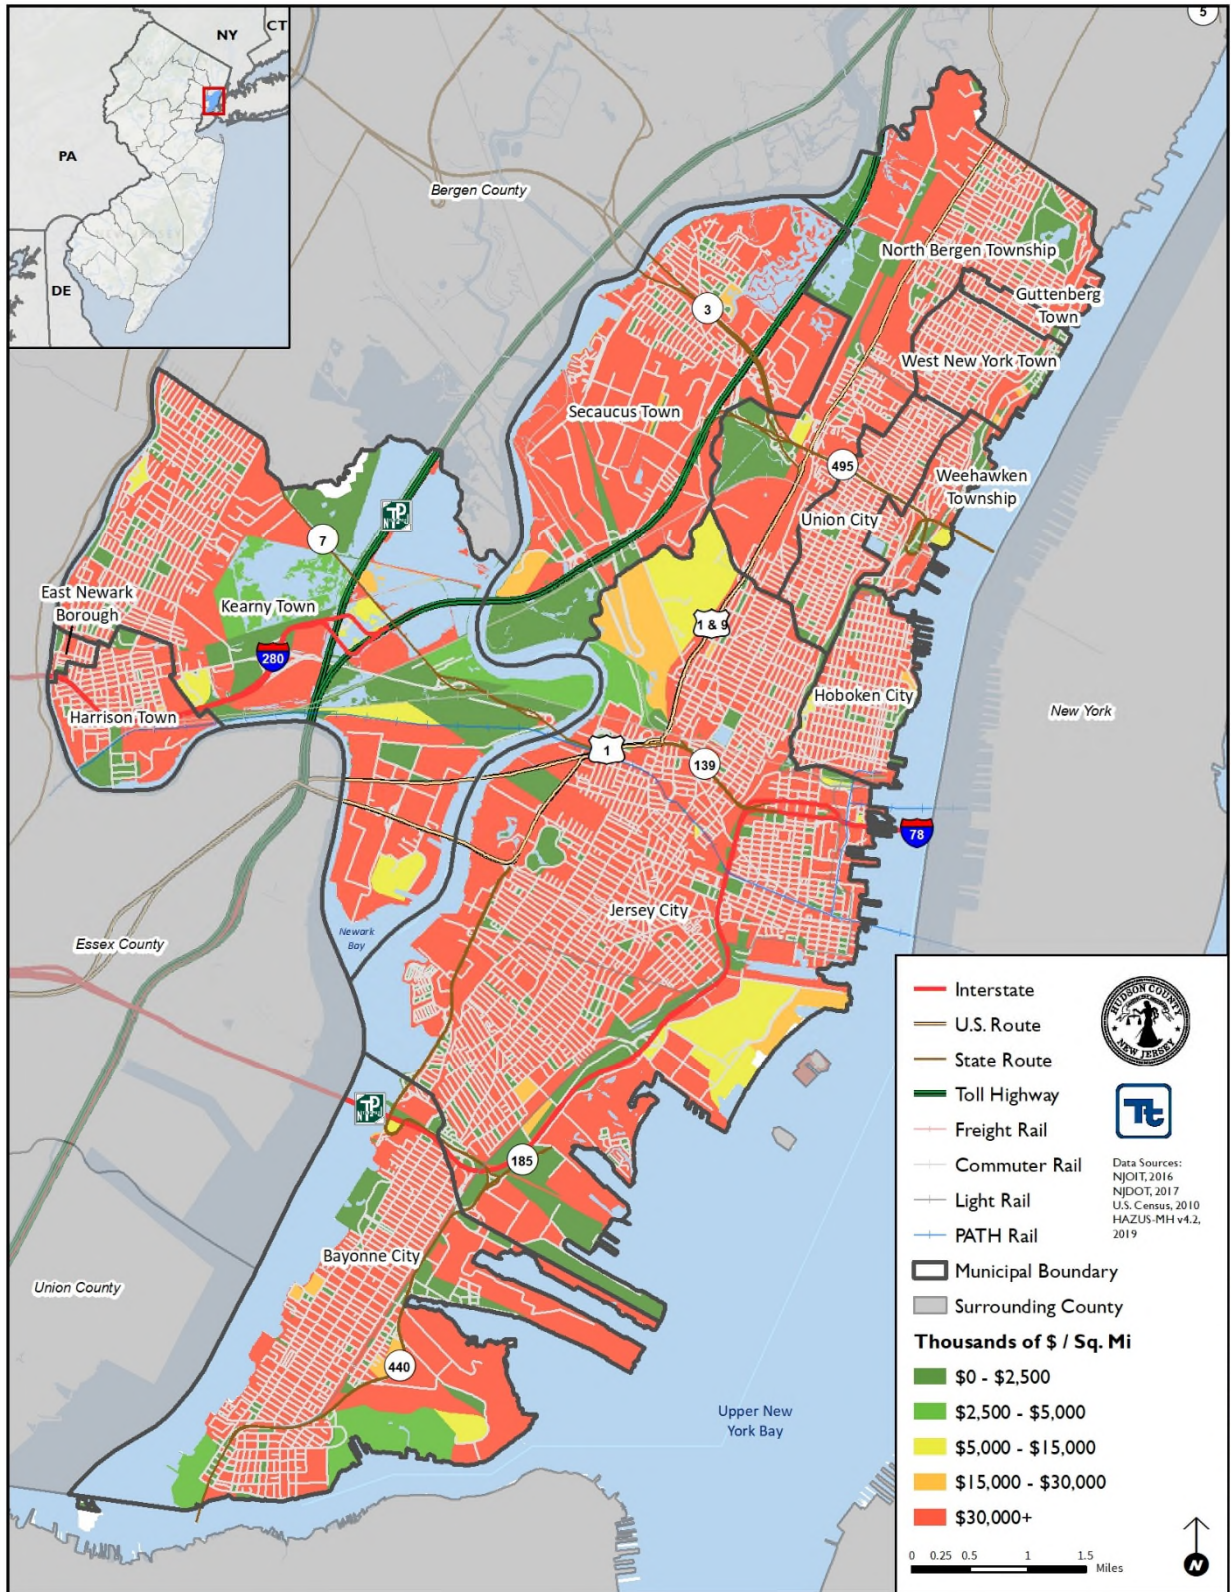 NY
CT
5
PA
DE
Bergen County
North Bergen Township
Guttenberg
Town
3
West New York Town
Secaucus Town
495
Weehawken
Township
Union City
7
East Newark
Borough
Kearny Town
1 & 9
280
Harrison Town
Hoboken City
New York
1
139
78
Jersey City
Newark
Bay
Essex County
185
Bayonne City
Union County
440
Upper New
York Bay
Interstate
U.S. Route
State Route
Toll Highway
Freight Rail
Commuter Rail
Light Rail
PATH Rail
Municipal Boundary
Surrounding County
HUDSON COUNTY
NEW JERSEY
Tt
Data Sources:
NJOIT, 2016
NJDOT, 2017
U.S. Census, 2010
HAZUS-MH v4.2,
2019
Thousands of $ / Sq. Mi
$0 - $2,500
$2,500 - $5,000
$5,000 - $15,000
$15,000 - $30,000
$30,000+
0 0.25 0.5 1 1.5
Miles
N